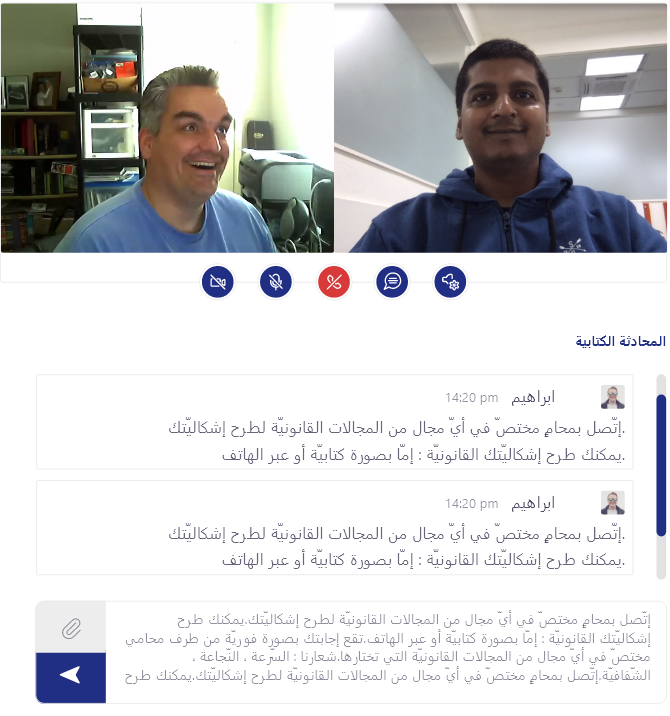 المحادثة الكتابية
ابراهيم 14:20 pm
.إتّصل بمحامٍ مختصّ في أيّ مجال من المجالات القانونيّة لطرح إشكاليّتك
.يمكنك طرح إشكاليّتك القانونيّة : إمّا بصورة كتابيّة أو عبر الهاتف
ابراهيم 14:20 pm
.إتّصل بمحامٍ مختصّ في أيّ مجال من المجالات القانونيّة لطرح إشكاليّتك
.يمكنك طرح إشكاليّتك القانونيّة : إمّا بصورة كتابيّة أو عبر الهاتف
إتّصل بمحامٍ مختصّ في أيّ مجال من المجالات القانونيّة لطرح إشكاليّتك.يمكنك طرح
إشكاليّتك القانونيّة : إمّا بصورة كتابيّة أو عبر الهاتف.تقع إجابتك بصورة فوريّة من طرف محامي
مختصّ في أيّ مجال من المجالات القانونيّة التي تختارها.شعارنا : السّرعة ، النّجاعة ،
الشّفافيّة.إتّصل بمحامٍ مختصّ في أيّ مجال من المجالات القانونيّة لطرح إشكاليّتك.يمكنك طرح